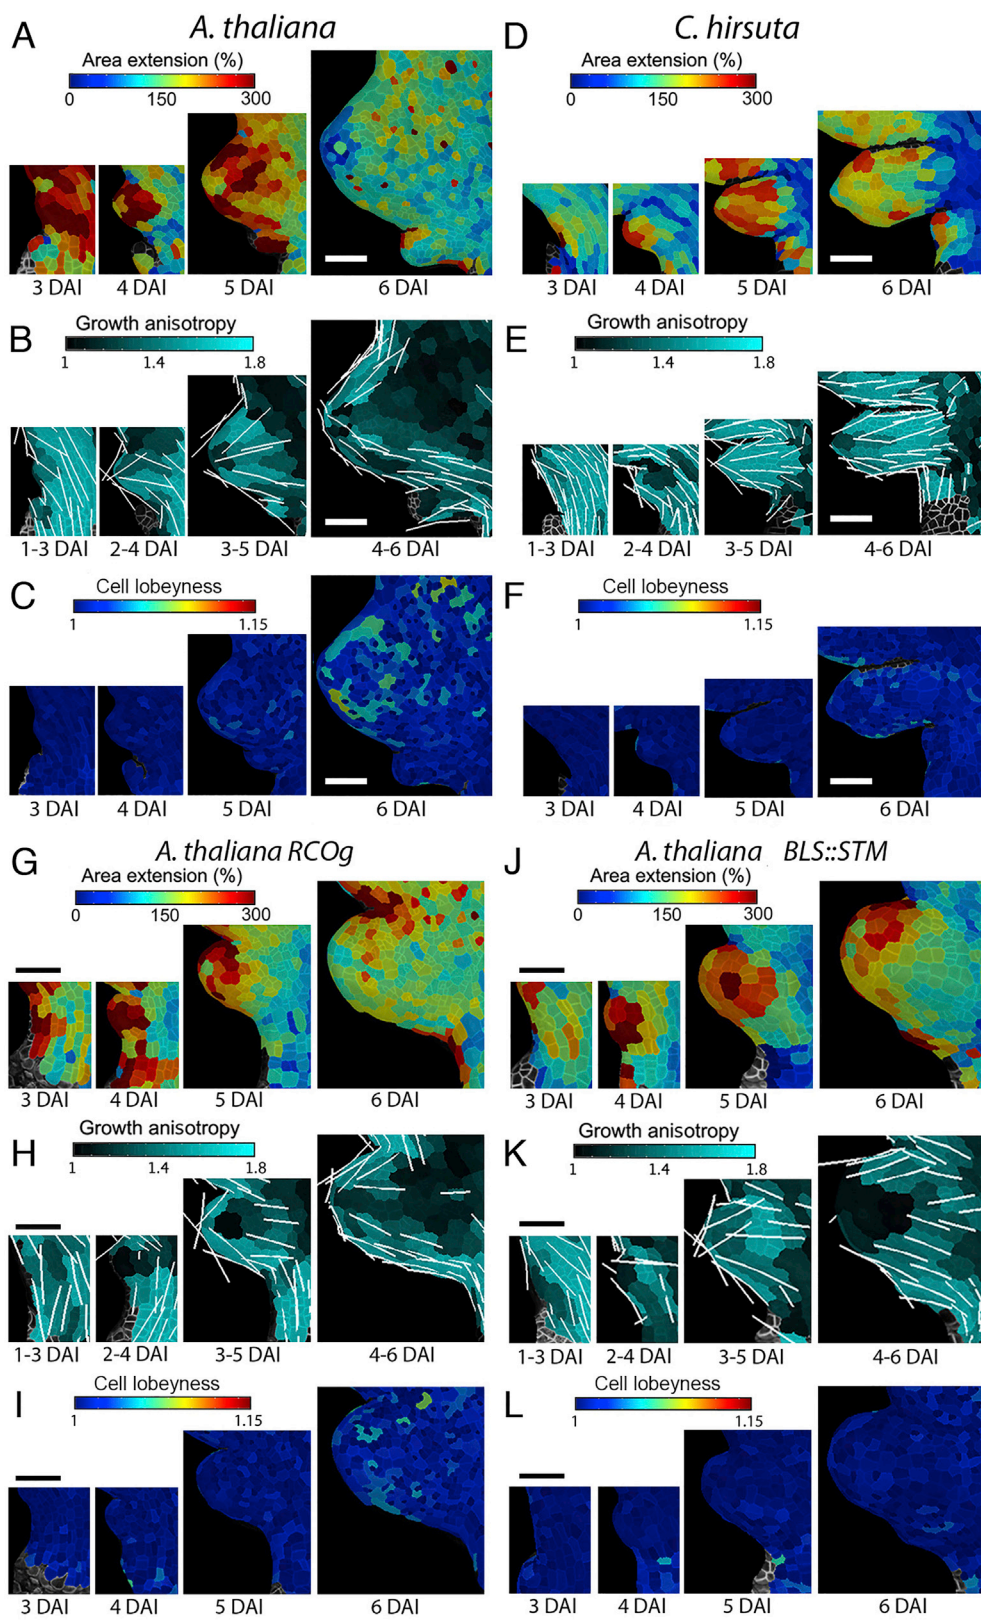 A
A. thaliana
Area extension (%)
0 150 300
3 DAI 4 DAI 5 DAI 6 DAI
B
Growth anisotropy
1 1.4 1.8
1-3 DAI 2-4 DAI 3-5 DAI 4-6 DAI
C
Cell lobeyness
1 1.15
3 DAI 4 DAI 5 DAI 6 DAI
D
C. hirsuta
Area extension (%)
0 150 300
3 DAI 4 DAI 5 DAI 6 DAI
E
Growth anisotropy
1 1.4 1.8
1-3 DAI 2-4 DAI 3-5 DAI 4-6 DAI
F
Cell lobeyness
1 1.15
3 DAI 4 DAI 5 DAI 6 DAI
G
A. thaliana RCOg
Area extension (%)
0 150 300
3 DAI 4 DAI 5 DAI 6 DAI
H
Growth anisotropy
1 1.4 1.8
1-3 DAI 2-4 DAI 3-5 DAI 4-6 DAI
I
Cell lobeyness
1 1.15
3 DAI 4 DAI 5 DAI 6 DAI
J
A. thaliana BLS::STM
Area extension (%)
0 150 300
3 DAI 4 DAI 5 DAI 6 DAI
K
Growth anisotropy
1 1.4 1.8
1-3 DAI 2-4 DAI 3-5 DAI 4-6 DAI
L
Cell lobeyness
1 1.15
3 DAI 4 DAI 5 DAI 6 DAI